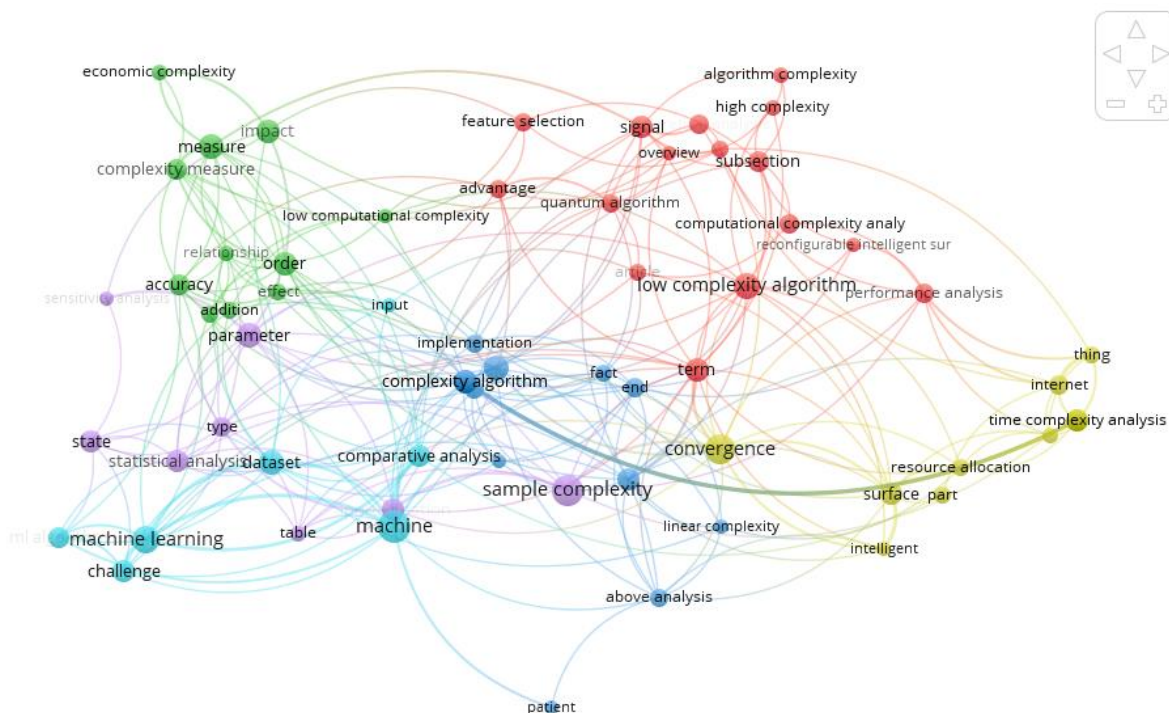 economic complexity
algorithm complexity
high complexity
feature selection
signal
impact
measure
overview
subsection
complexity measure
advantage
quantum algorithm
low computational complexity
computational complexity analy
reconfigurable intelligent sur
relationship
order
article
accuracy
effect
low complexity algorithm
performance analysis
sensitivity analysis
input
addition
parameter
implementation
thing
fact
term
complexity algorithm
end
internet
time complexity analysis
type
state
convergence
statistical analysis
dataset
comparative analysis
resource allocation
sample complexity
surface
part
machine
linear complexity
table
machine learning
intelligent
challenge
above analysis
patient